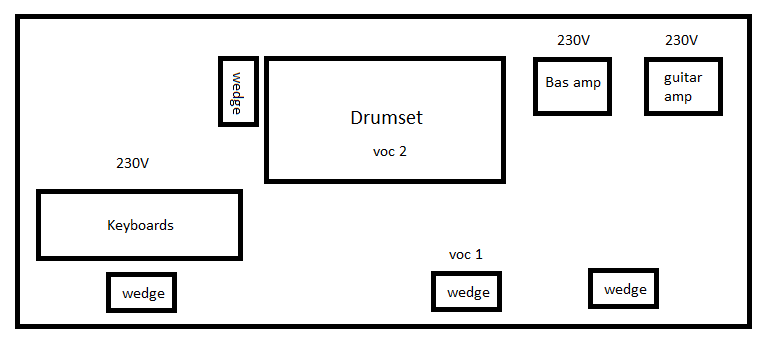 230V
230V
wedge
Bas amp
guitar
amp
Drumset
voc 2
230V
Keyboards
voc 1
wedge
wedge
wedge